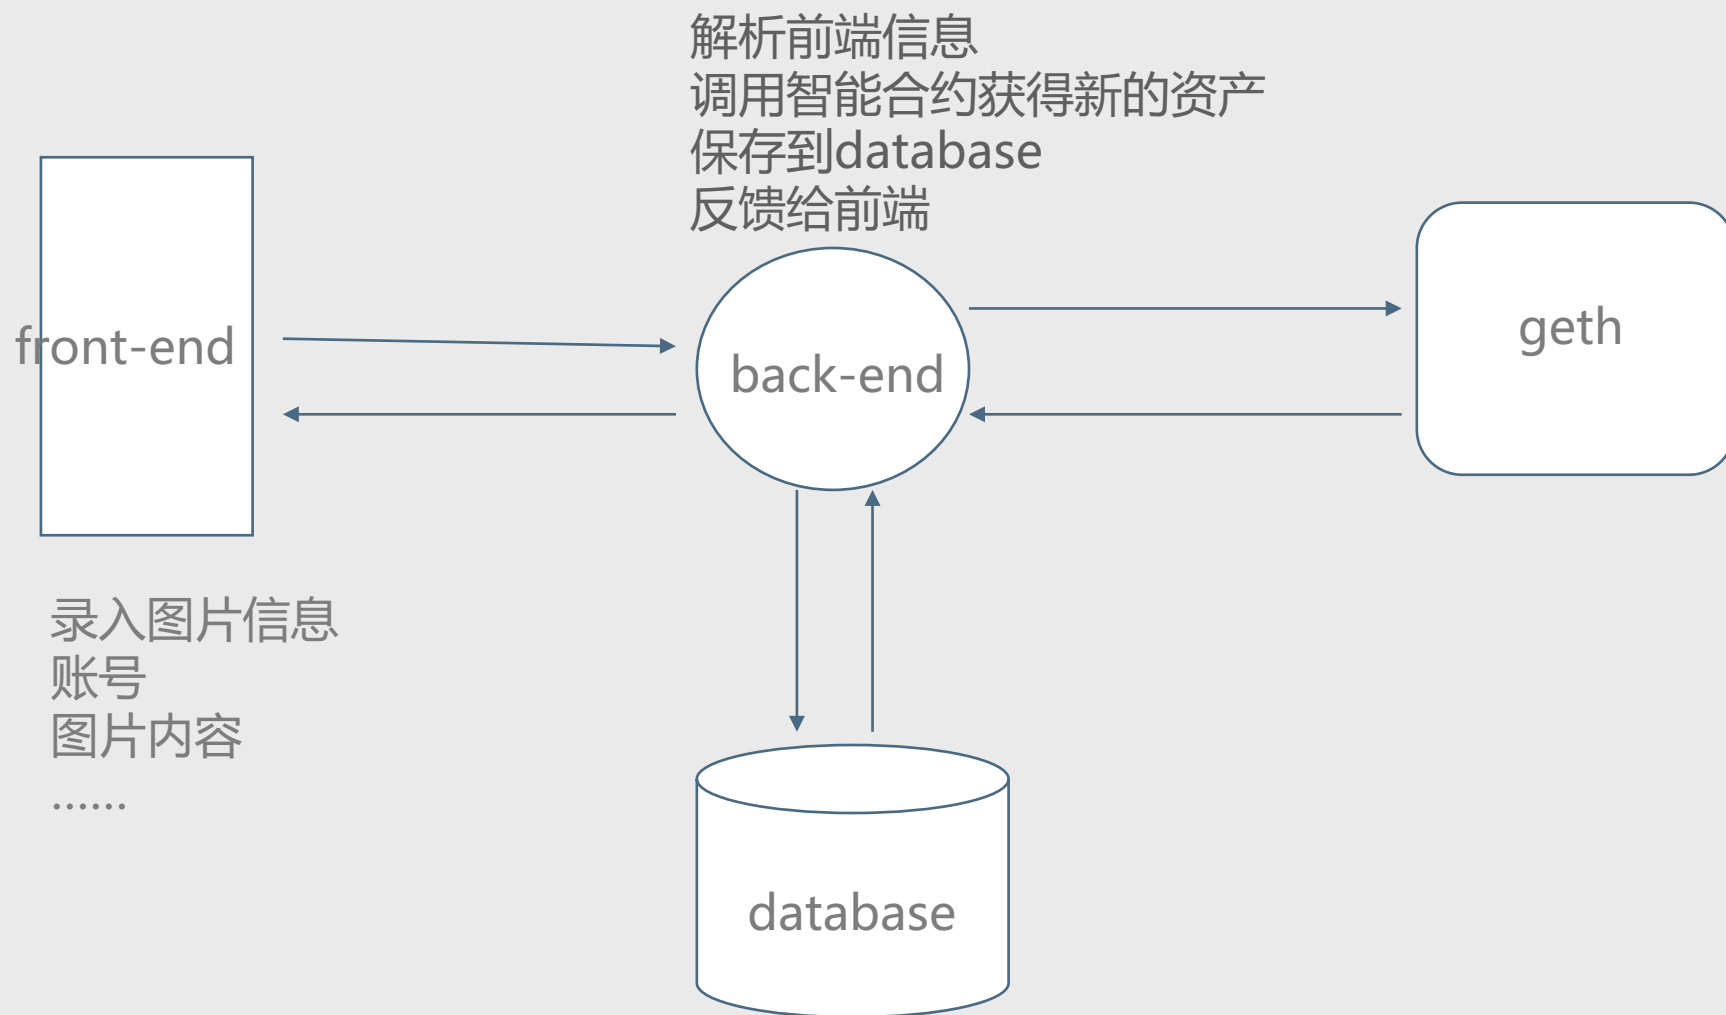 解析前端信息
调用智能合约获得新的资产
保存到database
反馈给前端
front-end
back-end
geth
录入图片信息
账号
图片内容
……
database